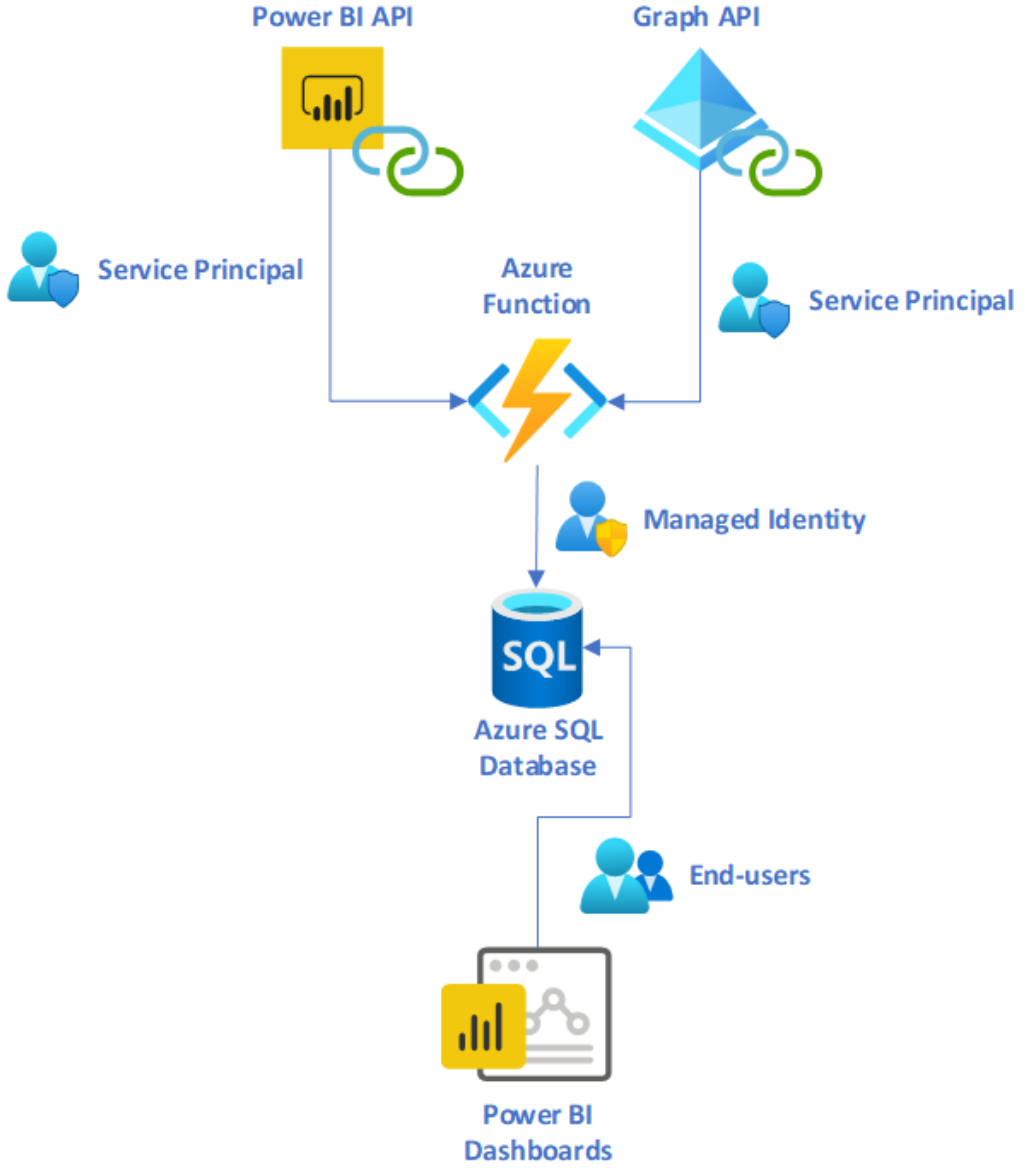 Power BI API
Graph API
Service Principal
Azure
Function
Service Principal
Managed Identity
SQL
Azure SQL
Database
End-users
Power BI
Dashboards